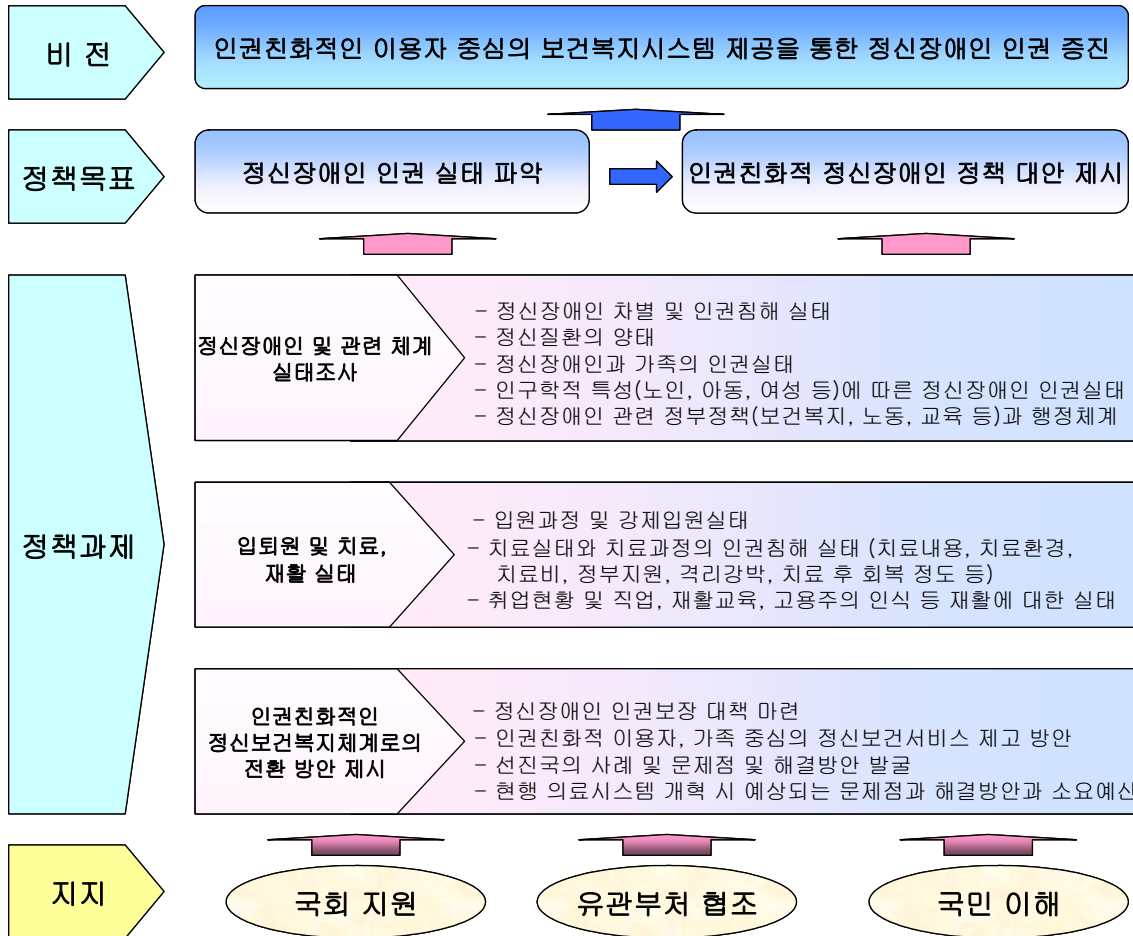 비 전
인권친화적인 이용자 중심의 보건복지시스템 제공을 통한 정신장애인 인권 증진
정책목표
정신장애인 인권 실태 파악
인권친화적 정신장애인 정책 대안 제시
정책과제
정신장애인 및 관련 체계
실태조사
- 정신장애인 차별 및 인권침해 실태
- 정신질환의 양태
- 정신장애인과 가족의 인권실태
- 인구학적 특성(노인, 아동, 여성 등)에 따른 정신장애인 인권실태
- 정신장애인 관련 정부정책(보건복지, 노동, 교육 등)과 행정체계
입퇴원 및 치료,
재활 실태
- 입원과정 및 강제입원실태
- 치료실태와 치료과정의 인권침해 실태 (치료내용, 치료환경,
치료비, 정부지원, 격리강박, 치료 후 회복 정도 등)
- 취업현황 및 직업, 재활교육, 고용주의 인식 등 재활에 대한 실태
인권친화적인
정신보건복지체계로의
전환 방안 제시
- 정신장애인 인권보장 대책 마련
- 인권친화적 이용자, 가족 중심의 정신보건서비스 제고 방안
- 선진국의 사례 및 문제점 및 해결방안 발굴
- 현행 의료시스템 개혁 시 예상되는 문제점과 해결방안과 소요예산
지지
국회 지원
유관부처 협조
국민 이해